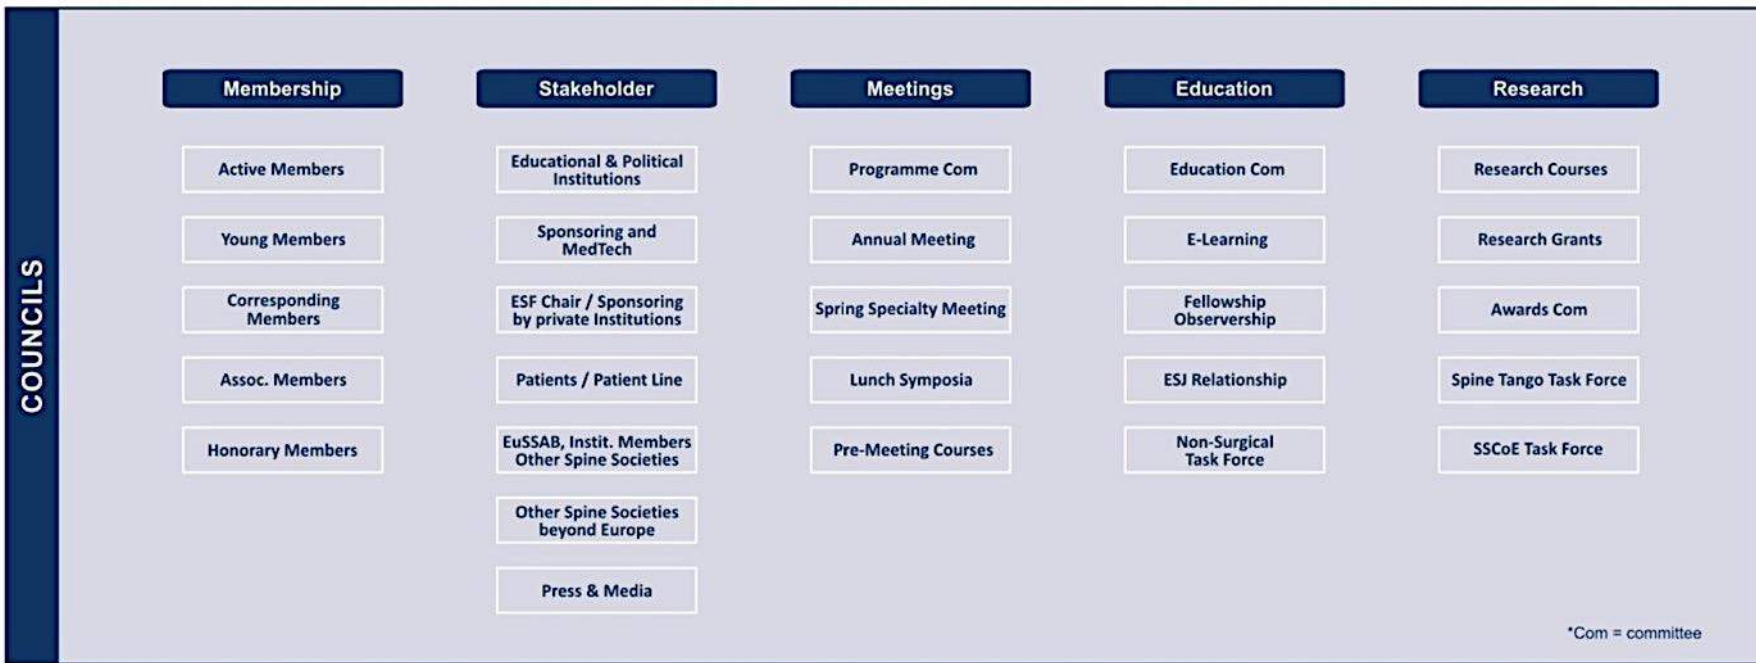 COUNCILS
Membership
Active Members
Young Members
Corresponding
Members
Assoc. Members
Honorary Members
Stakeholder
Educational & Political
Institutions
Sponsoring and
MedTech
ESF Chair / Sponsoring
by private Institutions
Patients / Patient Line
EuSSAB, Instit. Members
Other Spine Societies
Other Spine Societies
beyond Europe
Press & Media
Meetings
Programme Com
Annual Meeting
Spring Specialty Meeting
Lunch Symposia
Pre-Meeting Courses
Education
Education Com
E-Learning
Fellowship
Observership
ESJ Relationship
Non-Surgical
Task Force
Research
Research Courses
Research Grants
Awards Com
Spine Tango Task Force
SSCoE Task Force
*Com = committee